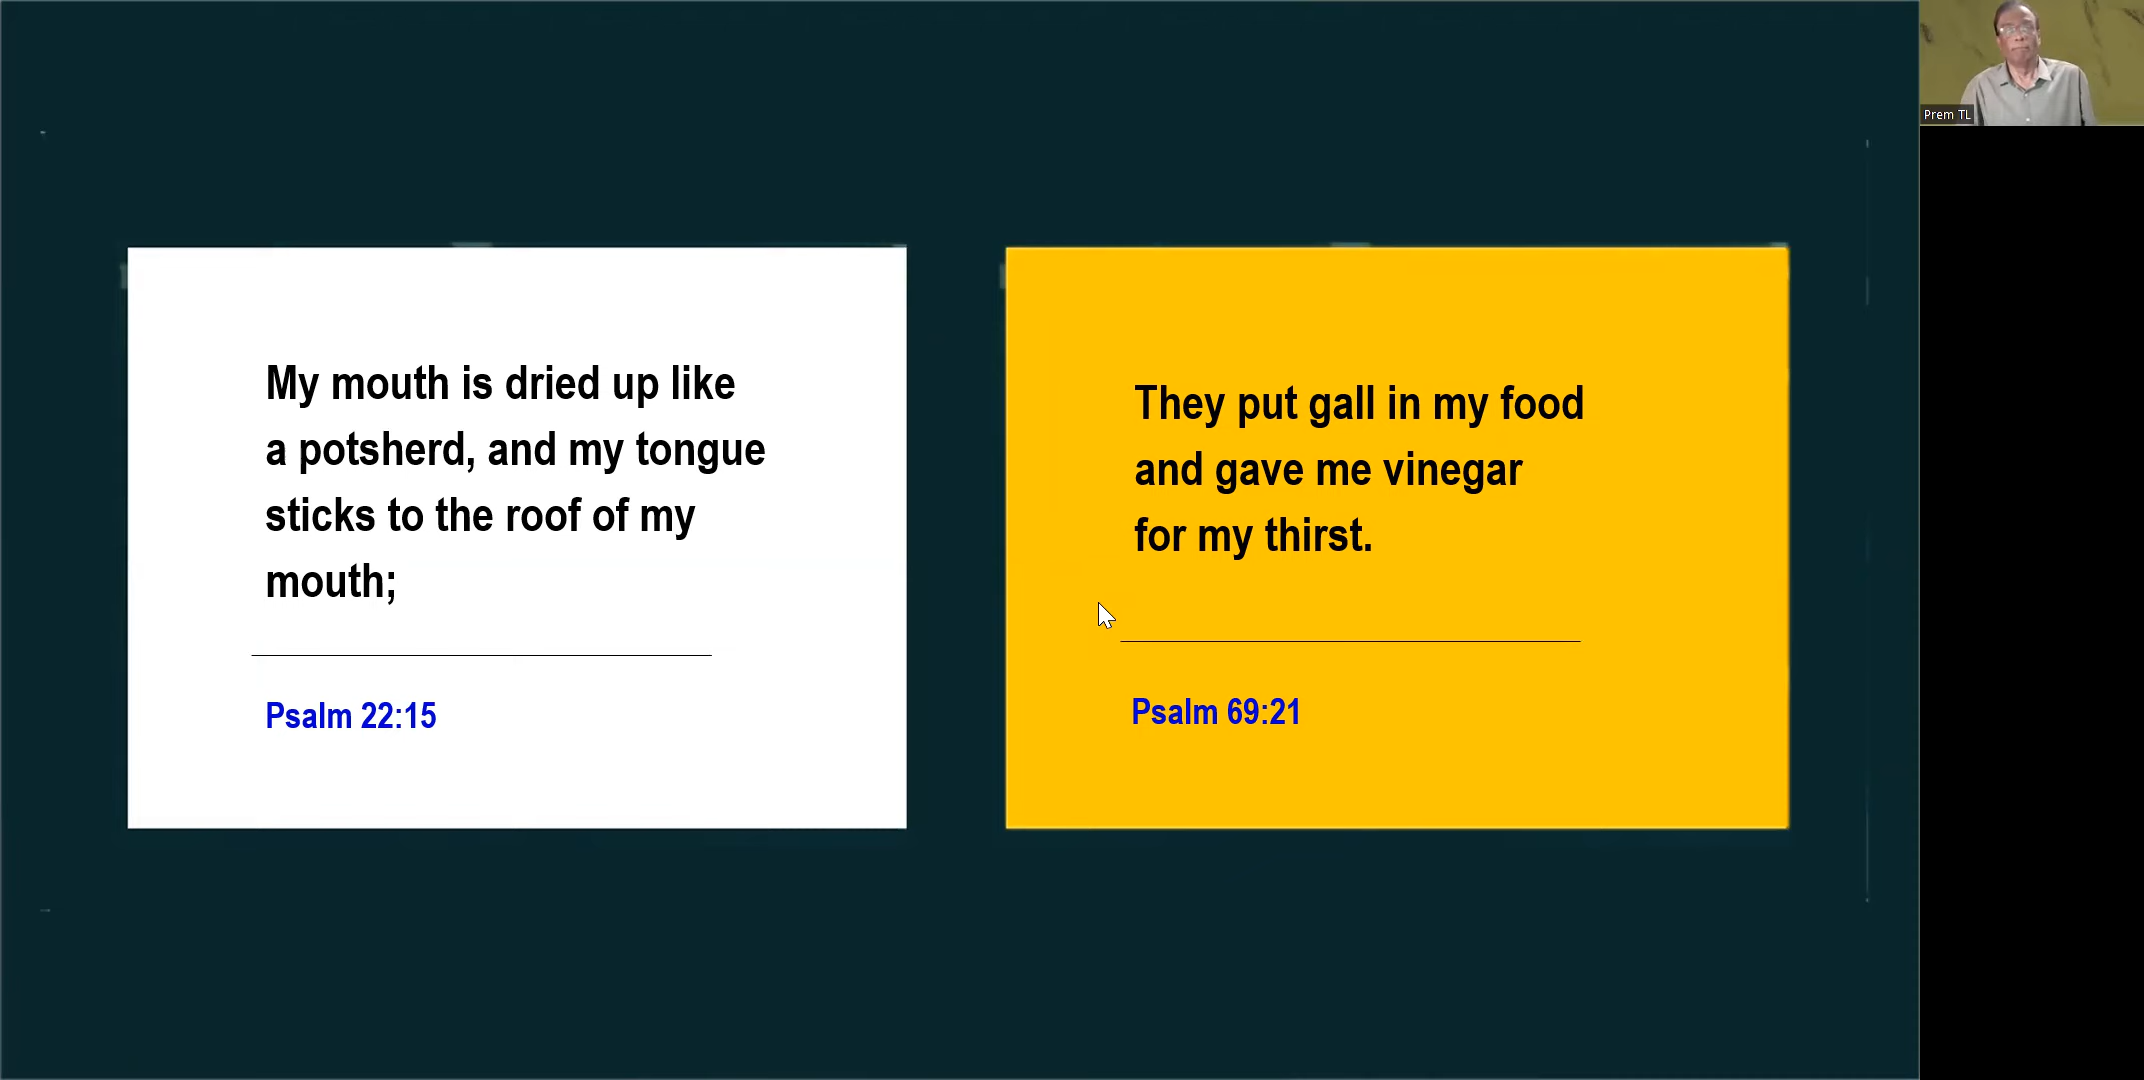 My mouth is dried up like
a potsherd, and my tongue
sticks to the roof of my
mouth;
Psalm 22:15
They put gall in my food
and gave me vinegar
for my thirst.
Psalm 69:21
Prem TL